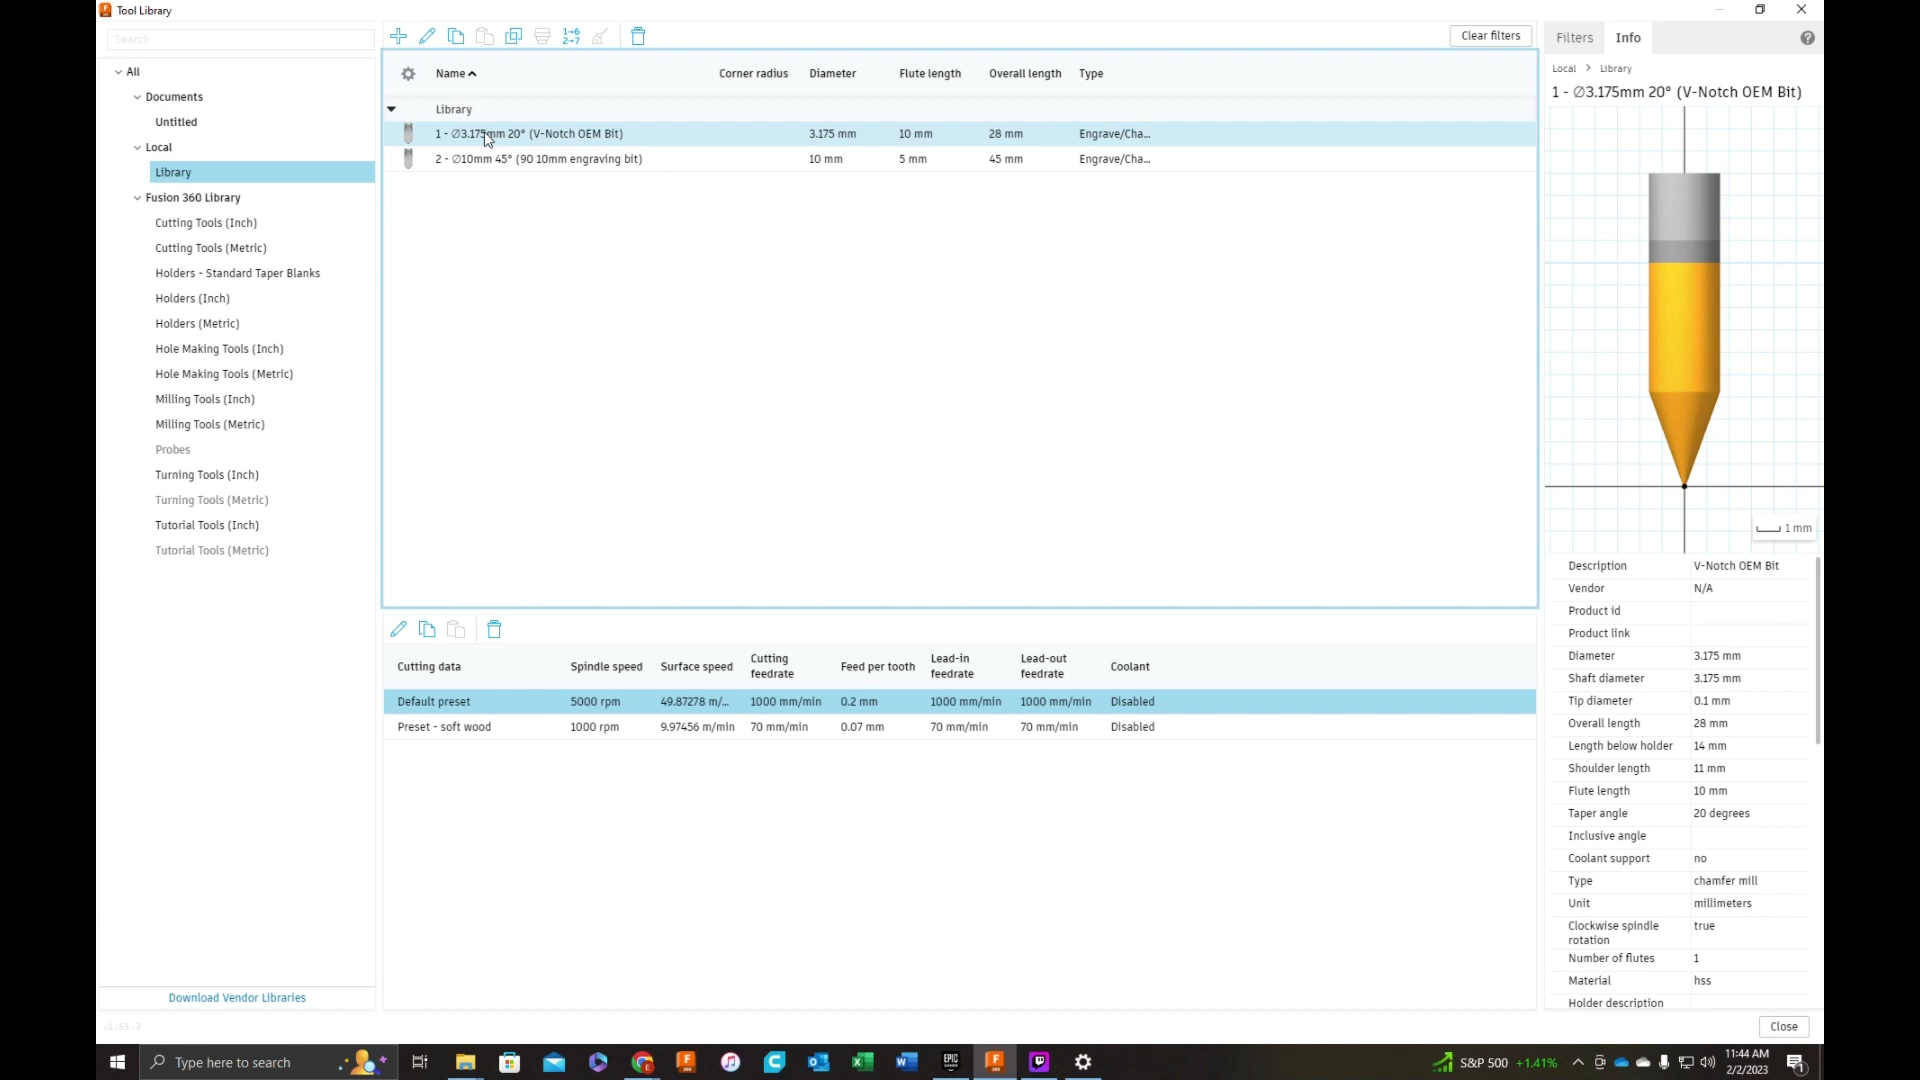 Tool Library
Search
Clear filters
Filters
Info
All
Documents
Untitled
Local
Library
Fusion 360 Library
Cutting Tools (Inch)
Cutting Tools (Metric)
Holders - Standard Taper Blanks
Holders (Inch)
Holders (Metric)
Hole Making Tools (Inch)
Hole Making Tools (Metric)
Milling Tools (Inch)
Milling Tools (Metric)
Probes
Turning Tools (Inch)
Turning Tools (Metric)
Tutorial Tools (Inch)
Tutorial Tools (Metric)
Download Vendor Libraries
v1.65.3
Name Corner radius Diameter Flute length Overall length Type
Library
1 - ∅3.175mm 20° (V-Notch OEM Bit) 3.175 mm 10 mm 28 mm Engrave/Cha...
2 - ∅10mm 45° (90 10mm engraving bit) 10 mm 5 mm 45 mm Engrave/Cha...
Cutting data Spindle speed Surface speed Cutting feedrate Feed per tooth Lead-in feedrate Lead-out feedrate Coolant
Default preset 5000 rpm 49.87278 m/... 1000 mm/min 0.2 mm 1000 mm/min 1000 mm/min Disabled
Preset - soft wood 1000 rpm 9.97456 m/min 70 mm/min 0.07 mm 70 mm/min 70 mm/min Disabled
Local > Library
1 - ∅3.175mm 20° (V-Notch OEM Bit)
1 mm
Description V-Notch OEM Bit
Vendor N/A
Product id
Product link
Diameter 3.175 mm
Shaft diameter 3.175 mm
Tip diameter 0.1 mm
Overall length 28 mm
Length below holder 14 mm
Shoulder length 11 mm
Flute length 10 mm
Taper angle 20 degrees
Inclusive angle
Coolant support no
Type chamfer mill
Unit millimeters
Clockwise spindle rotation true
Number of flutes 1
Material hss
Holder description
Close
Type here to search
S&P 500 +1.41%
11:44 AM
2/2/2023